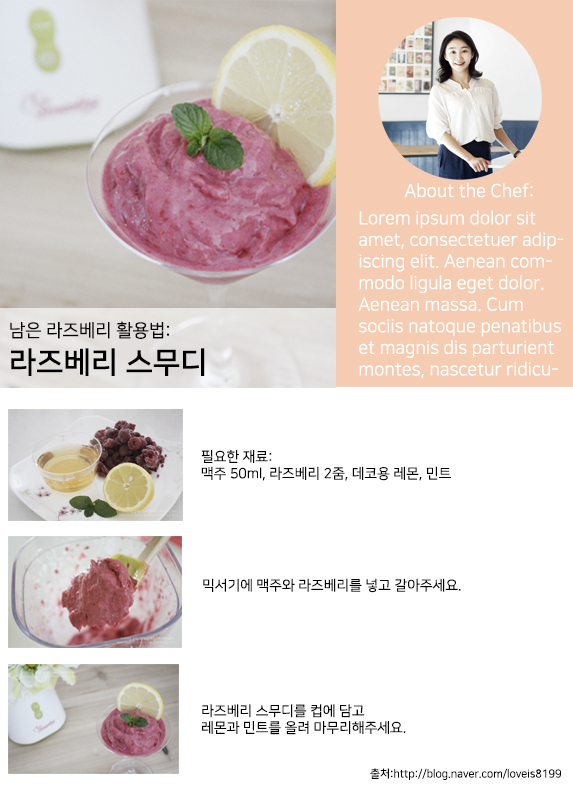 남은 라즈베리 활용법:
라즈베리 스무디
About the Chef:
Lorem ipsum dolor sit
amet, consectetuer adip-
iscing elit. Aenean com-
modo ligula eget dolor.
Aenean massa. Cum
sociis natoque penatibus
et magnis dis parturient
montes, nascetur ridicu-
필요한 재료:
맥주 50ml, 라즈베리 2줌, 데코용 레몬, 민트
믹서기에 맥주와 라즈베리를 넣고 갈아주세요.
라즈베리 스무디를 컵에 담고
레몬과 민트를 올려 마무리해주세요.
출처:http://blog.naver.com/loveis8199